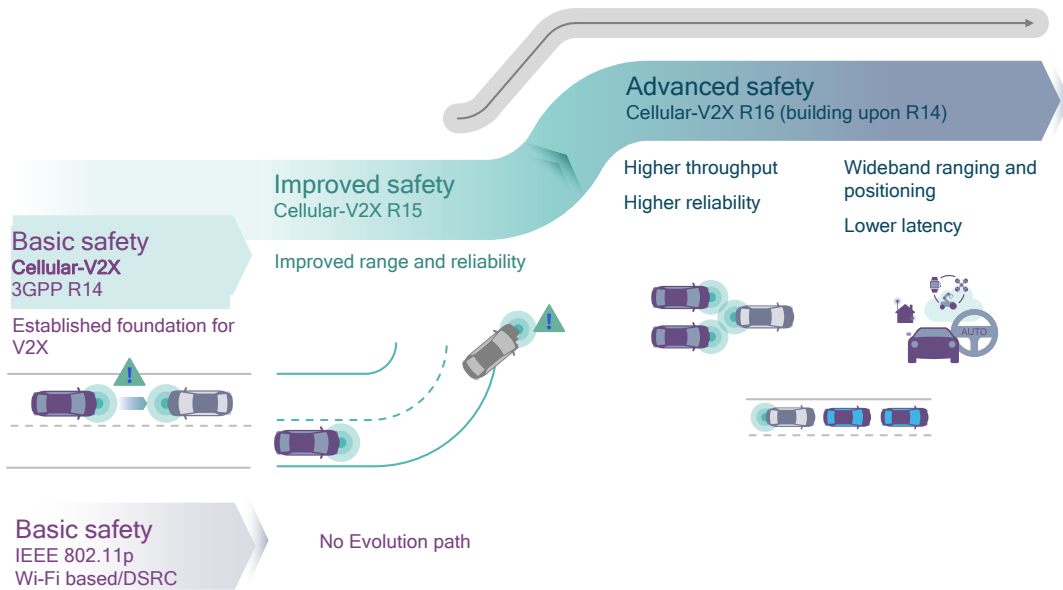 Advanced safety
Cellular-V2X R16 (building upon R14)
Higher throughput
Higher reliability
Wideband ranging and
positioning
Lower latency
Improved safety
Cellular-V2X R15
Improved range and reliability
Basic safety
Cellular-V2X
3GPP R14
Established foundation for
V2X
!
!
AUTO
Basic safety
IEEE 802.11p
Wi-Fi based/DSRC
No Evolution path